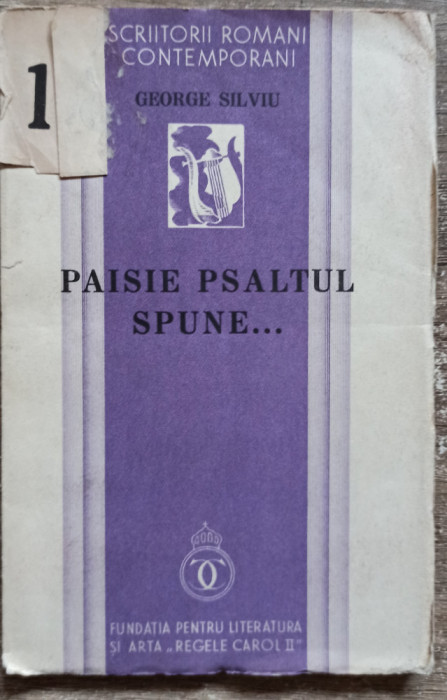 SCRIITORII ROMANI
CONTEMPORANI
1
GEORGE SILVIU
PAISIE PSALTUL
SPUNE...
FUNDAȚIA PENTRU LITERATURA
ȘI ARTA „REGELE CAROL II"